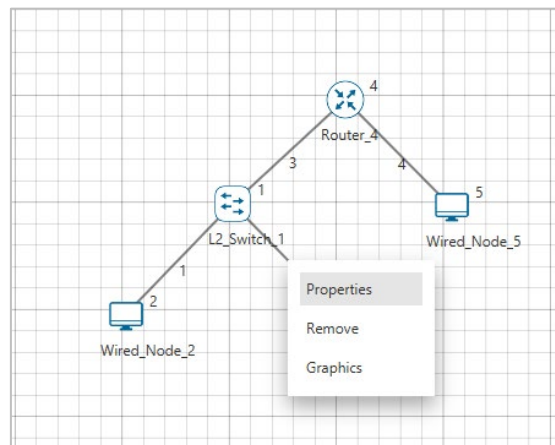 4
Router_4
3
4
1
5
L2_Switch_1
Wired_Node_5
1
2
Wired_Node_2
Properties
Remove
Graphics